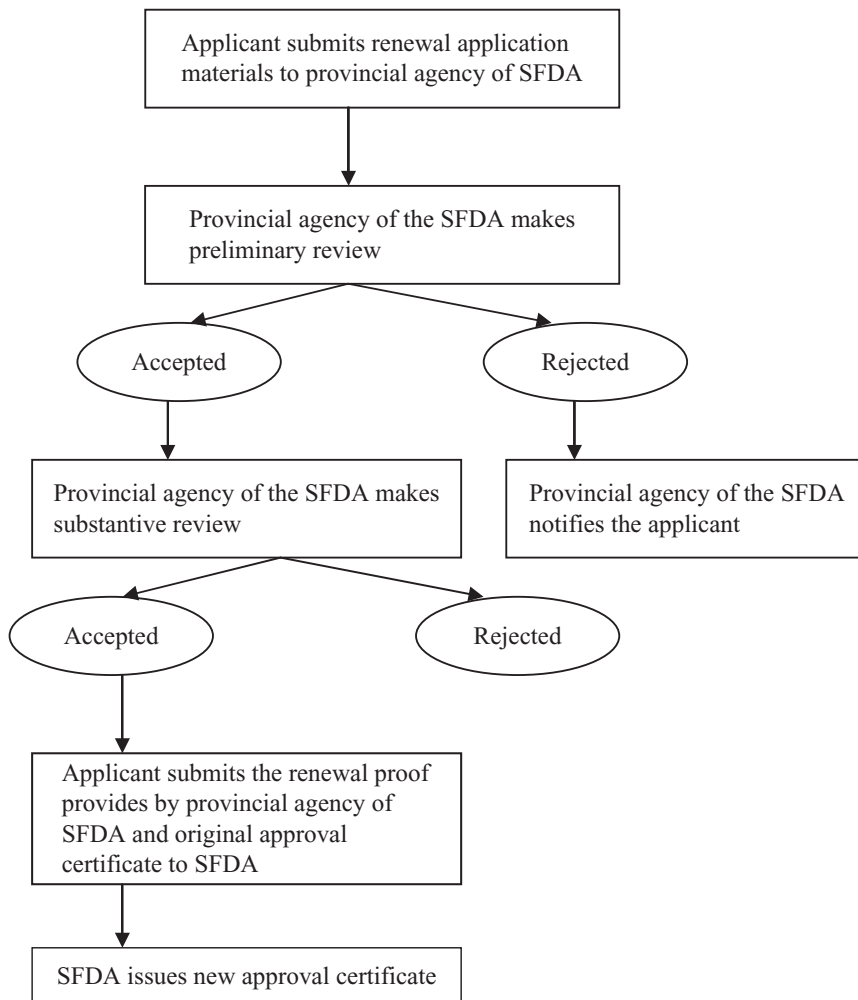 Applicant submits renewal application
materials to provincial agency of SFDA
Provincial agency of the SFDA makes
preliminary review
Accepted
Rejected
Provincial agency of the SFDA makes
substantive review
Provincial agency of the SFDA
notifies the applicant
Accepted
Rejected
Applicant submits the renewal proof
provides by provincial agency of
SFDA and original approval
certificate to SFDA
SFDA issues new approval certificate